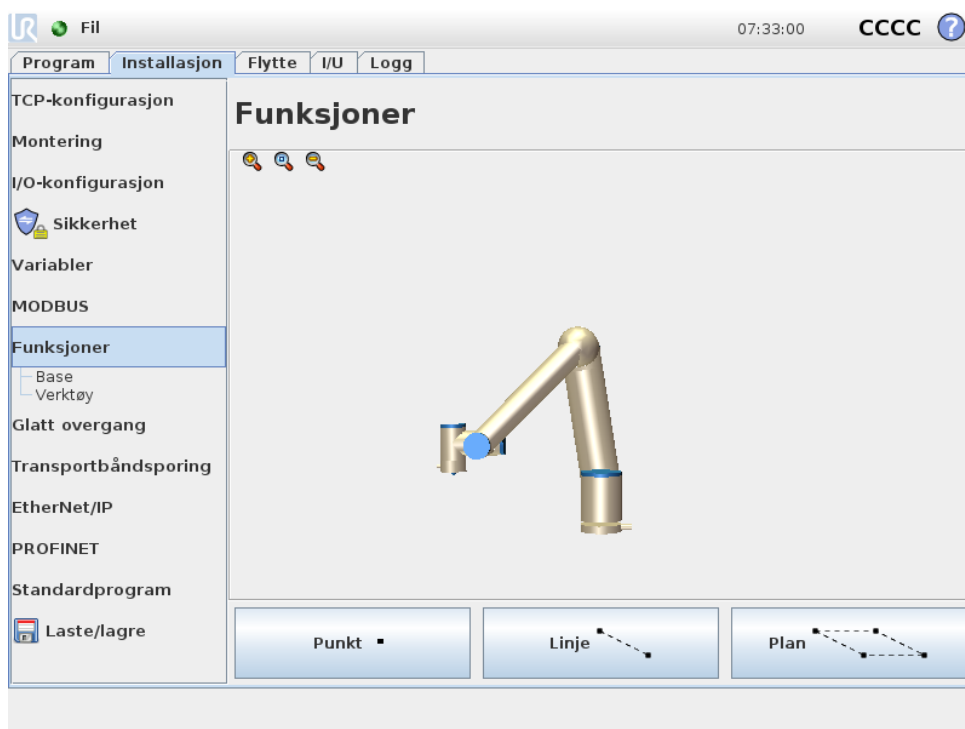 UR Fil 07:33:00 CCCC ?
Program Installasjon Flytte I/U Logg
TCP-konfigurasjon
Montering
I/O-konfigurasjon
Sikkerhet
Variabler
MODBUS
Funksjoner
Base
Verktøy
Glatt overgang
Transportbåndsporing
EtherNet/IP
PROFINET
Standardprogram
Laste/lagre
Funksjoner
Punkt
Linje
Plan